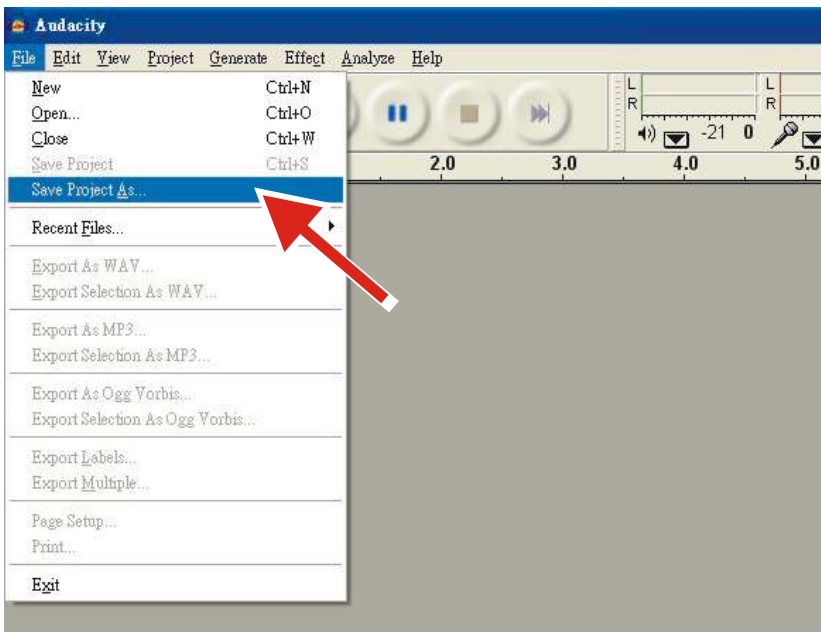 Audacity
File Edit View Project Generate Effect Analyze Help
New Ctrl+N
Open... Ctrl+O
Close Ctrl+W
Save Project Ctrl+S
Save Project As...
Recent Files...
Export As WAV...
Export Selection As WAV...
Export As MP3...
Export Selection As MP3...
Export As Ogg Vorbis...
Export Selection As Ogg Vorbis...
Export Labels...
Export Multiple...
Page Setup...
Print...
Exit
L
R
-21 0
L
R
2.0 3.0 4.0 5.0